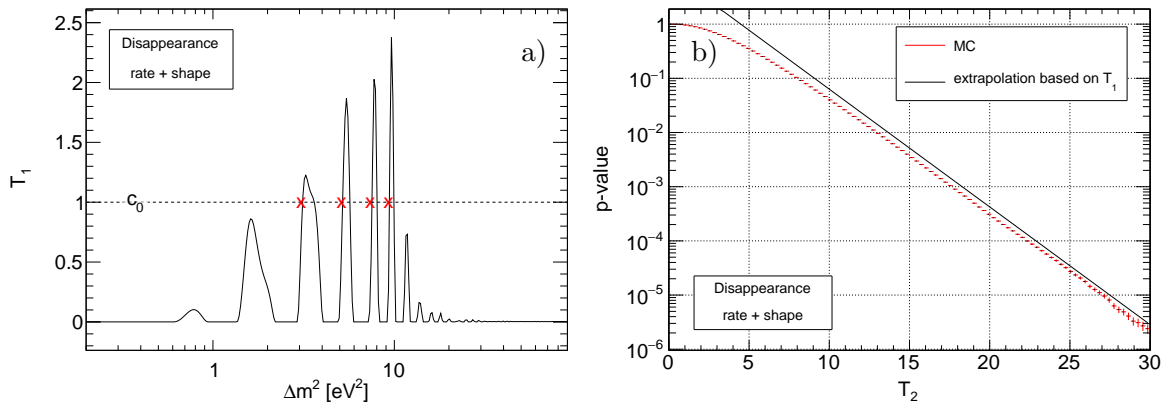 a)
Disappearance
rate + shape
T₁
2.5
2
1.5
1
0.5
0
c₀
x x x x
1 10
Δm² [eV²]
b)
MC
extrapolation based on T₁
p-value
1
10⁻¹
10⁻²
10⁻³
10⁻⁴
10⁻⁵
10⁻⁶
Disappearance
rate + shape
0 5 10 15 20 25 30
T₂